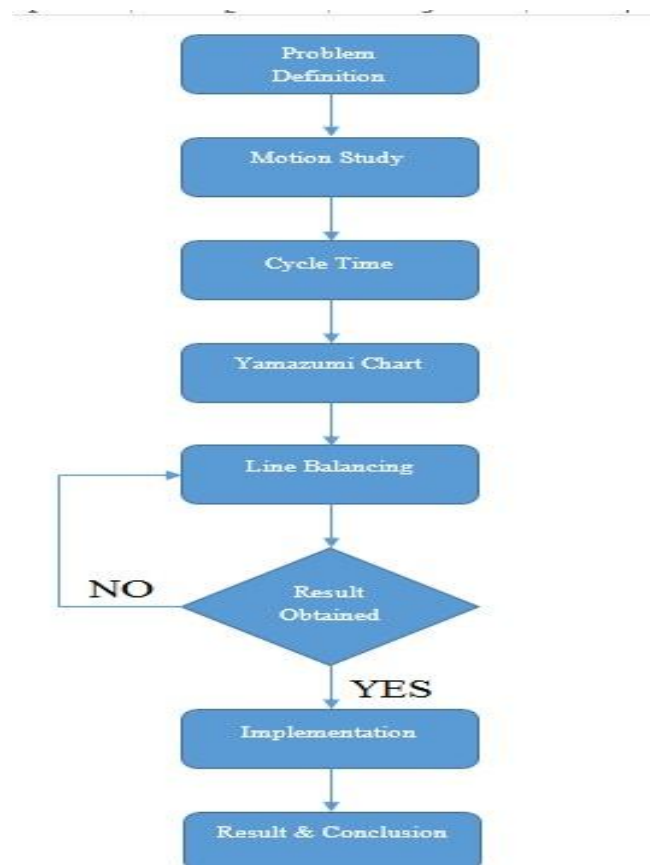 Problem
Definition
Motion Study
Cycle Time
Yamazumi Chart
Line Balancing
NO
Result
Obtained
YES
Implementation
Result & Conclusion